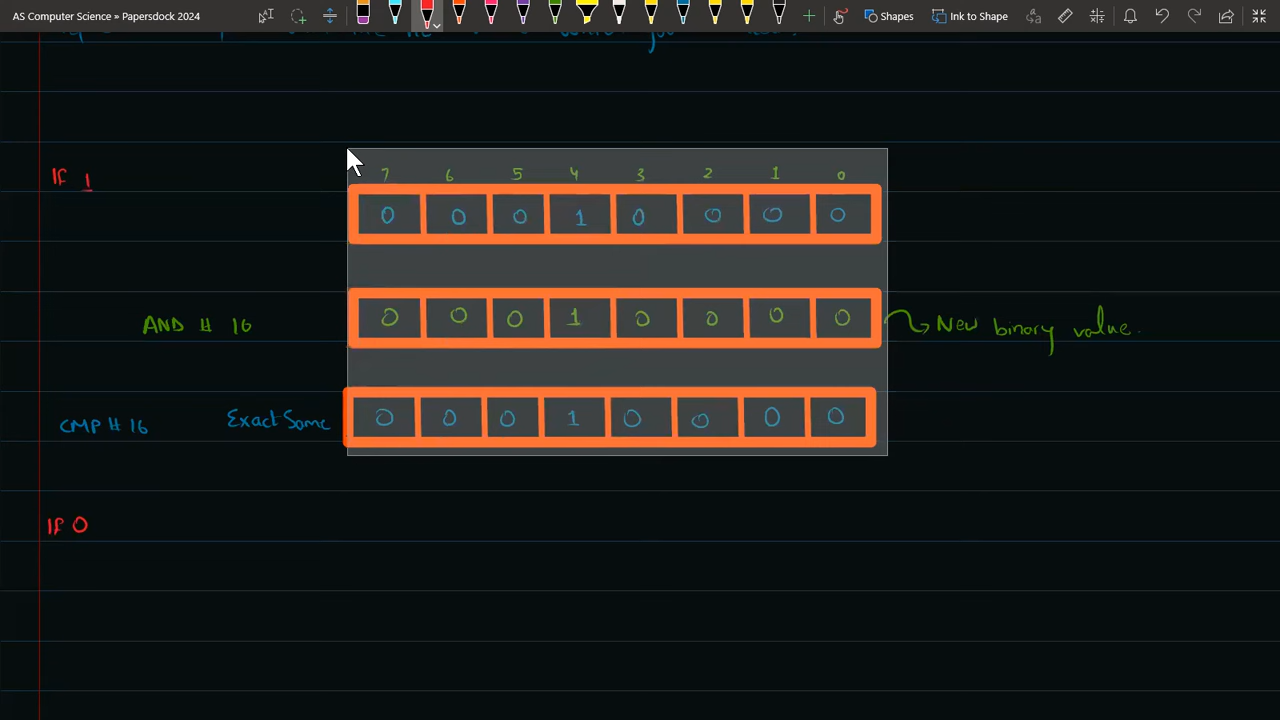 AS Computer Science » Papersdock 2024
Shapes
Ink to Shape
If 1
7 6 5 4 3 2 1 0
0 0 0 1 0 0 0 0
AND # 16
0 0 0 1 0 0 0 0
New binary value.
CMP # 16
Exact Same
0 0 0 1 0 0 0 0
If 0